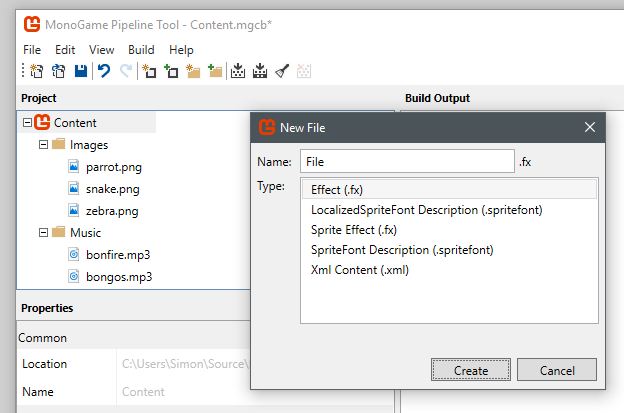 MonoGame Pipeline Tool - Content.mgcb*
File Edit View Build Help
Project
Build Output
Content
Images
parrot.png
snake.png
zebra.png
Music
bonfire.mp3
bongos.mp3
Properties
Common
Location C:\Users\Simon\Source\
Name Content
New File
Name: File .fx
Type: Effect (.fx)
LocalizedSpriteFont Description (.spritefont)
Sprite Effect (.fx)
SpriteFont Description (.spritefont)
Xml Content (.xml)
Create Cancel